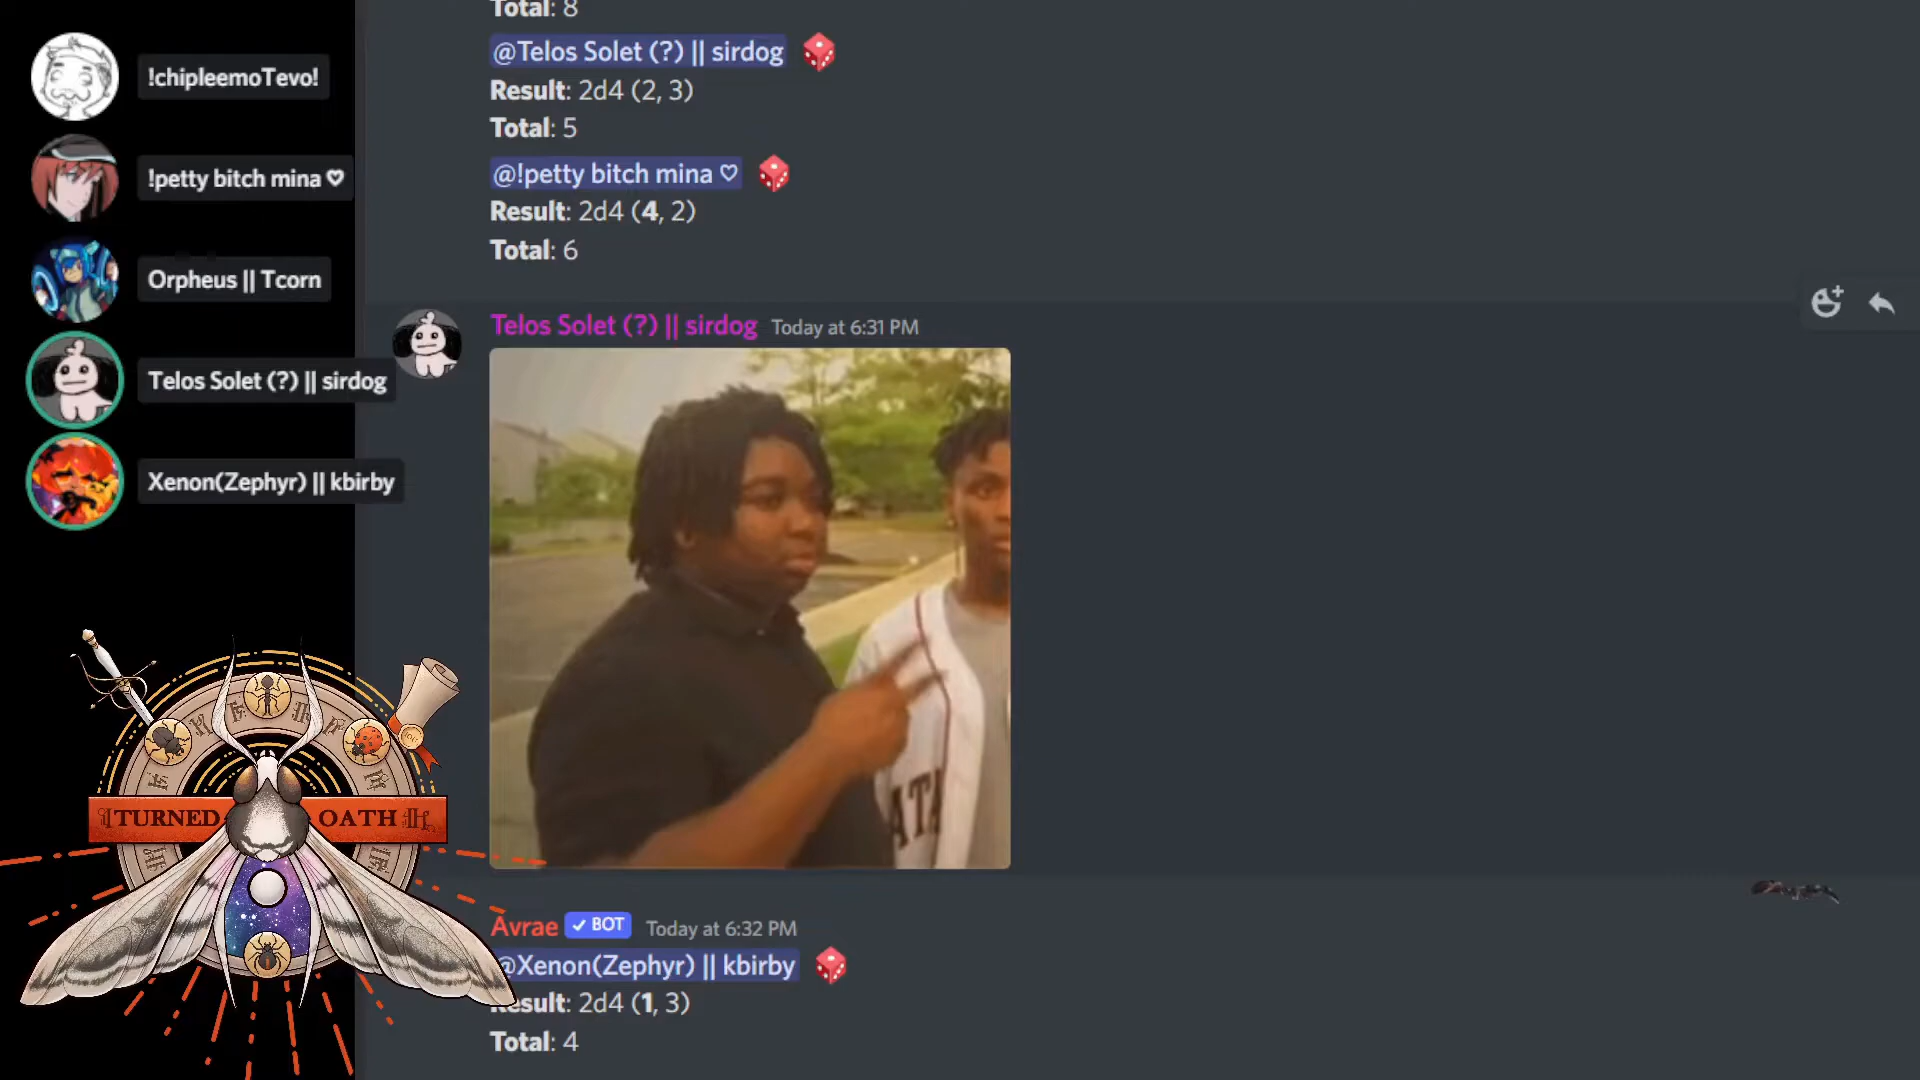 Total: 8
@Telos Solet (?) || sirdog
Result: 2d4 (2, 3)
Total: 5
@!petty bitch mina ♡
Result: 2d4 (4, 2)
Total: 6
Telos Solet (?) || sirdog Today at 6:31 PM
ATA
Avrae ✓ BOT Today at 6:32 PM
@Xenon(Zephyr) || kbirby
Result: 2d4 (1, 3)
Total: 4
!chipleemoTevo!
!petty bitch mina ♡
Orpheus || Tcorn
Telos Solet (?) || sirdog
Xenon(Zephyr) || kbirby
TURNED OATH